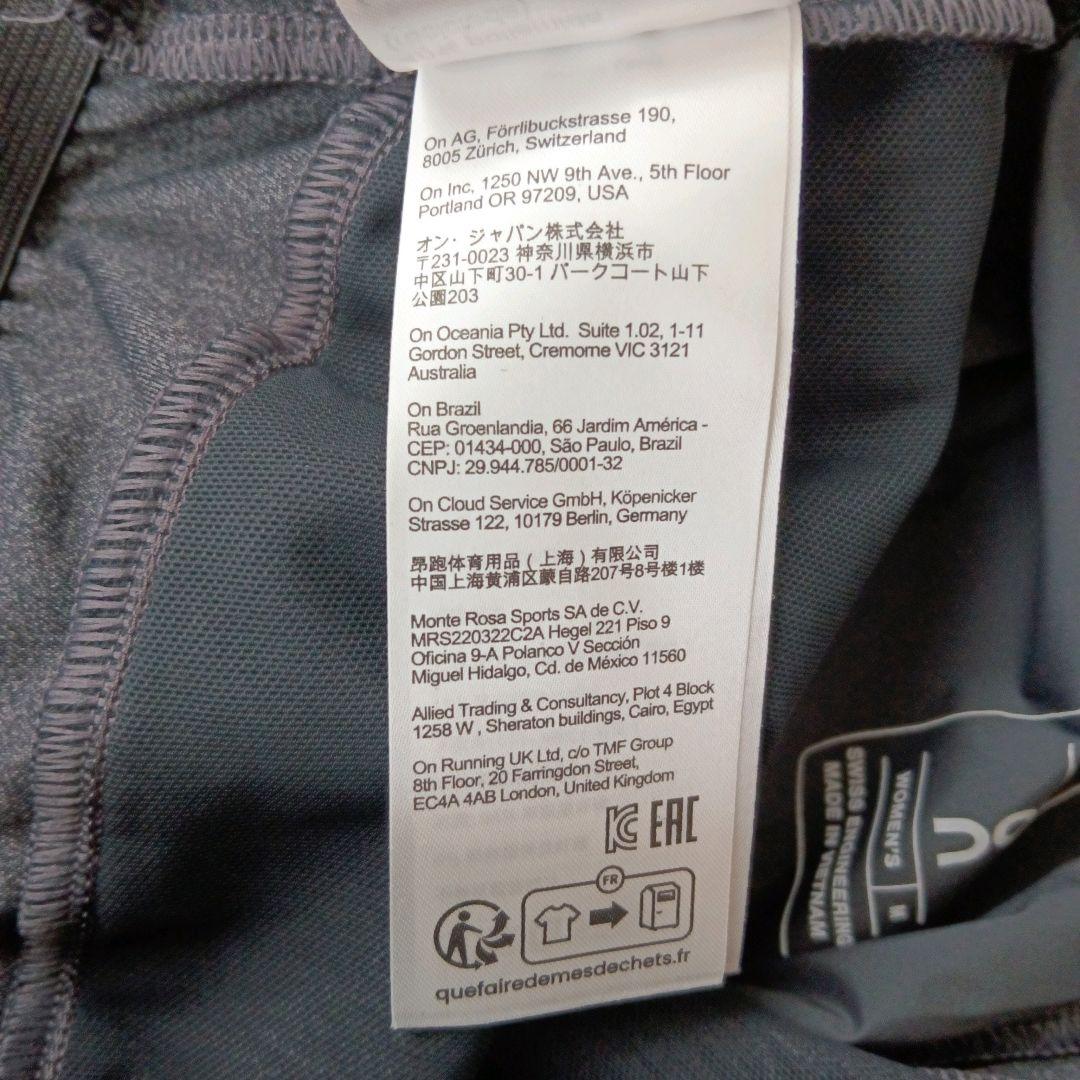 On AG, Förrlibuckstrasse 190,
8005 Zürich, Switzerland
On Inc, 1250 NW 9th Ave., 5th Floor
Portland OR 97209, USA
オン・ジャパン株式会社
〒231-0023 神奈川県横浜市
中区山下町30-1 パークコート山下
公園203
On Oceania Pty Ltd. Suite 1.02, 1-11
Gordon Street, Cremorne VIC 3121
Australia
On Brazil
Rua Groenlandia, 66 Jardim América -
CEP: 01434-000, São Paulo, Brazil
CNPJ: 29.944.785/0001-32
On Cloud Service GmbH, Köpenicker
Strasse 122, 10179 Berlin, Germany
昂跑体育用品（上海）有限公司
中国上海黄浦区蒙自路207号8号楼1楼
Monte Rosa Sports SA de C.V.
MRS220322C2A Hegel 221 Piso 9
Oficina 9-A Polanco V Sección
Miguel Hidalgo, Cd. de México 11560
Allied Trading & Consultancy, Plot 4 Block
1258 W , Sheraton buildings, Cairo, Egypt
On Running UK Ltd, c/o TMF Group
8th Floor, 20 Farringdon Street,
EC4A 4AB London, United Kingdom
KC EAC
FR
quefairedemesdechets.fr
WOMEN'S
M
SWISS ENGINEERING
MADE IN VIETNAM